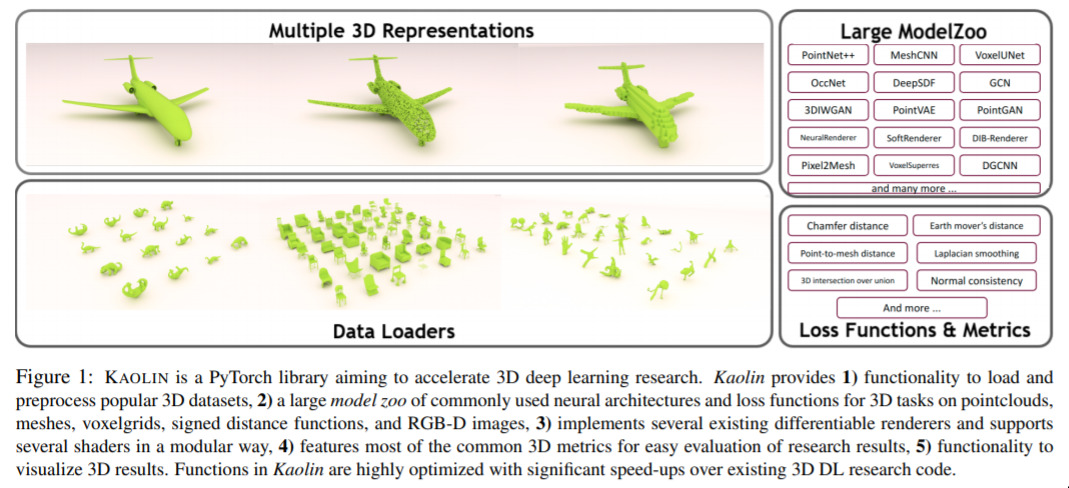 Multiple 3D Representations
Large ModelZoo
PointNet++ MeshCNN VoxelUNet
OccNet DeepSDF GCN
3DIWGAN PointVAE PointGAN
NeuralRenderer SoftRenderer DIB-Renderer
Pixel2Mesh VoxelSuperres DGCNN
and many more ...
Data Loaders
Chamfer distance Earth mover's distance
Point-to-mesh distance Laplacian smoothing
3D intersection over union Normal consistency
And more ...
Loss Functions & Metrics
Figure 1: KAOLIN is a PyTorch library aiming to accelerate 3D deep learning research. Kaolin provides 1) functionality to load and
preprocess popular 3D datasets, 2) a large model zoo of commonly used neural architectures and loss functions for 3D tasks on pointclouds,
meshes, voxelgrids, signed distance functions, and RGB-D images, 3) implements several existing differentiable renderers and supports
several shaders in a modular way, 4) features most of the common 3D metrics for easy evaluation of research results, 5) functionality to
visualize 3D results. Functions in Kaolin are highly optimized with significant speed-ups over existing 3D DL research code.